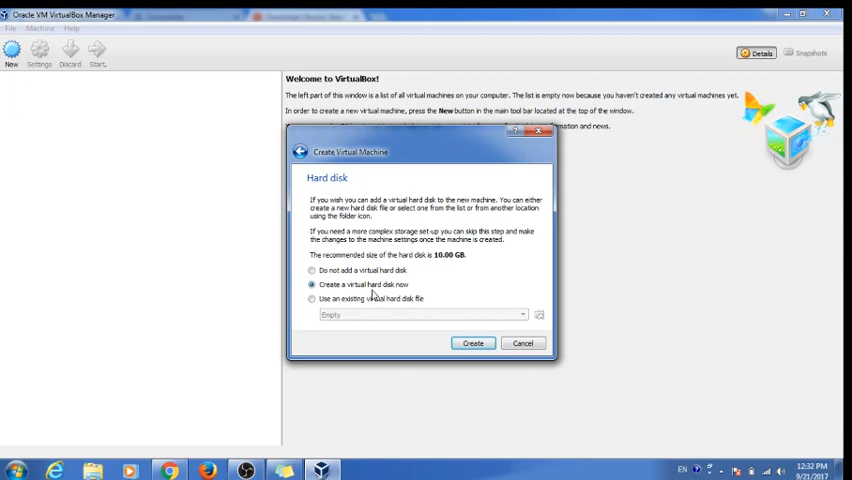 Oracle VM VirtualBox Manager
File Machine Help
New Settings Discard Start.
Details
Snapshots
Welcome to VirtualBox!
The left part of this window is a list of all virtual machines on your computer. The list is empty now because you haven't created any virtual machines yet.
In order to create a new virtual machine, press the New button in the main tool bar located at the top of the window.
formation and news.
?
Create Virtual Machine
Hard disk
If you wish you can add a virtual hard disk to the new machine. You can either
create a new hard disk file or select one from the list or from another location
using the folder icon.
If you need a more complex storage set-up you can skip this step and make
the changes to the machine settings once the machine is created.
The recommended size of the hard disk is 10.00 GB.
Do not add a virtual hard disk
Create a virtual hard disk now
Use an existing virtual hard disk file
Empty
Create
Cancel
EN
12:32 PM
9/21/2017